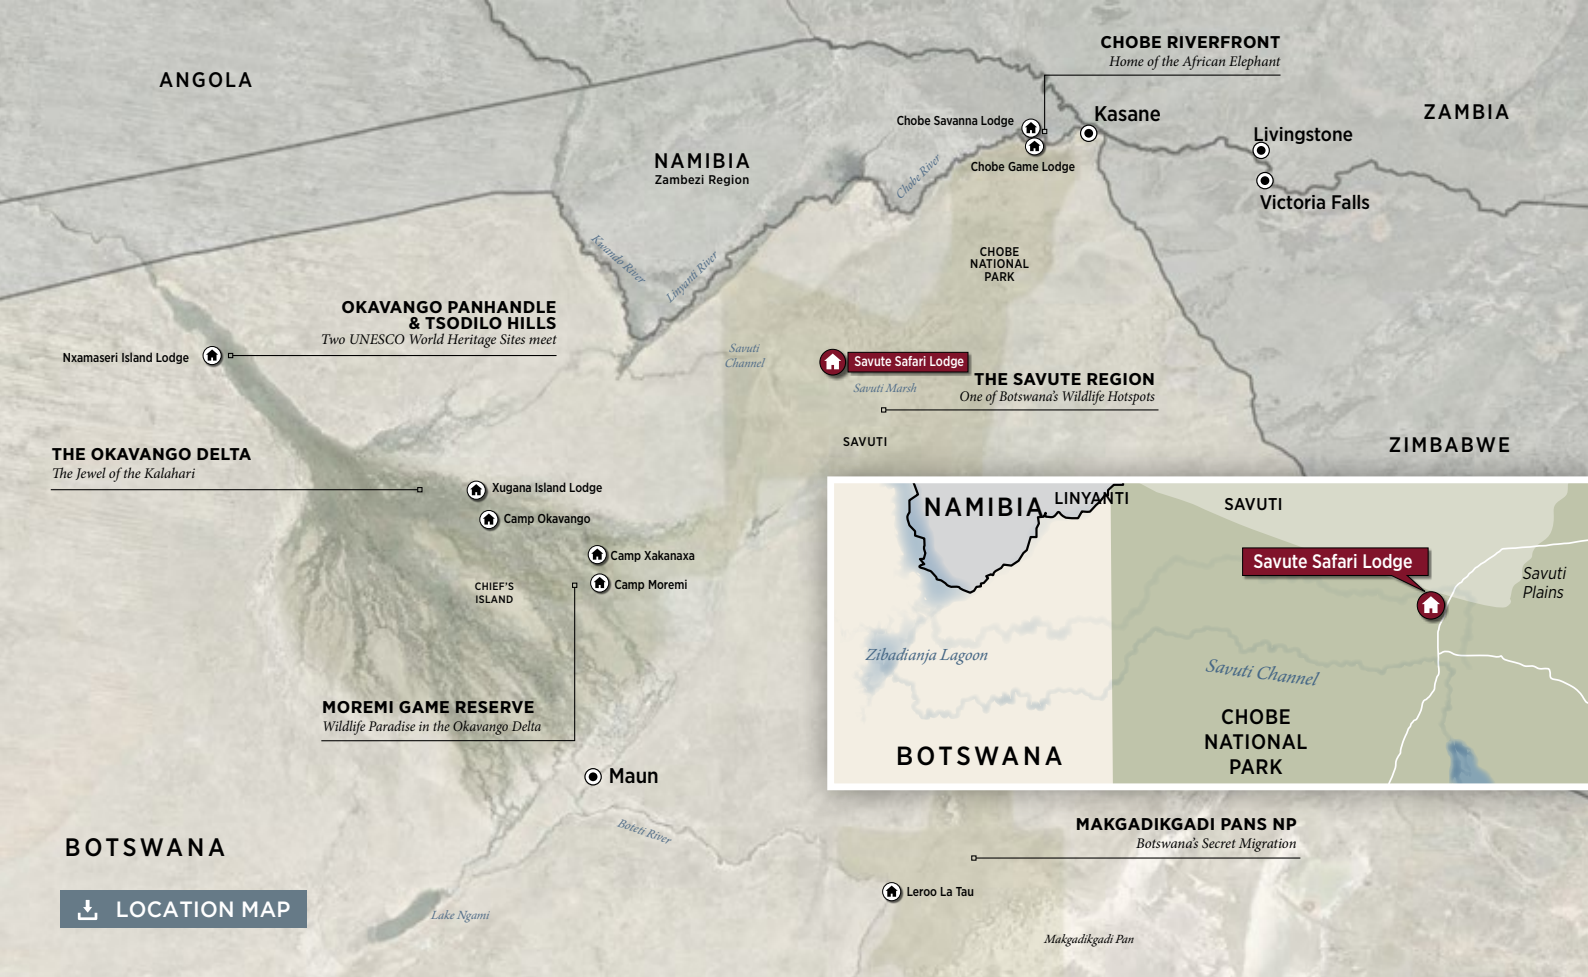 CHOBE RIVERFRONT
Home of the African Elephant
ANGOLA
ZAMBIA
Kasane
Chobe Savanna Lodge
Livingstone
NAMIBIA
Zambezi Region
Chobe Game Lodge
Chobe River
Victoria Falls
Kwando River
Linyanti River
CHOBE
NATIONAL
PARK
OKAVANGO PANHANDLE
& TSODILO HILLS
Two UNESCO World Heritage Sites meet
Nxamaseri Island Lodge
Savuti
Channel
Savute Safari Lodge
Savuti Marsh
THE SAVUTE REGION
One of Botswana's Wildlife Hotspots
SAVUTI
ZIMBABWE
THE OKAVANGO DELTA
The Jewel of the Kalahari
Xugana Island Lodge
Camp Okavango
Camp Xakanaxa
Camp Moremi
CHIEF'S
ISLAND
MOREMI GAME RESERVE
Wildlife Paradise in the Okavango Delta
Maun
Boteti River
BOTSWANA
LOCATION MAP
Lake Ngami
NAMIBIA
LINYANTI
SAVUTI
Savute Safari Lodge
Savuti
Plains
Zibadianja Lagoon
Savuti Channel
CHOBE
NATIONAL
PARK
BOTSWANA
MAKGADIKGADI PANS NP
Botswana's Secret Migration
Leroo La Tau
Makgadikgadi Pan